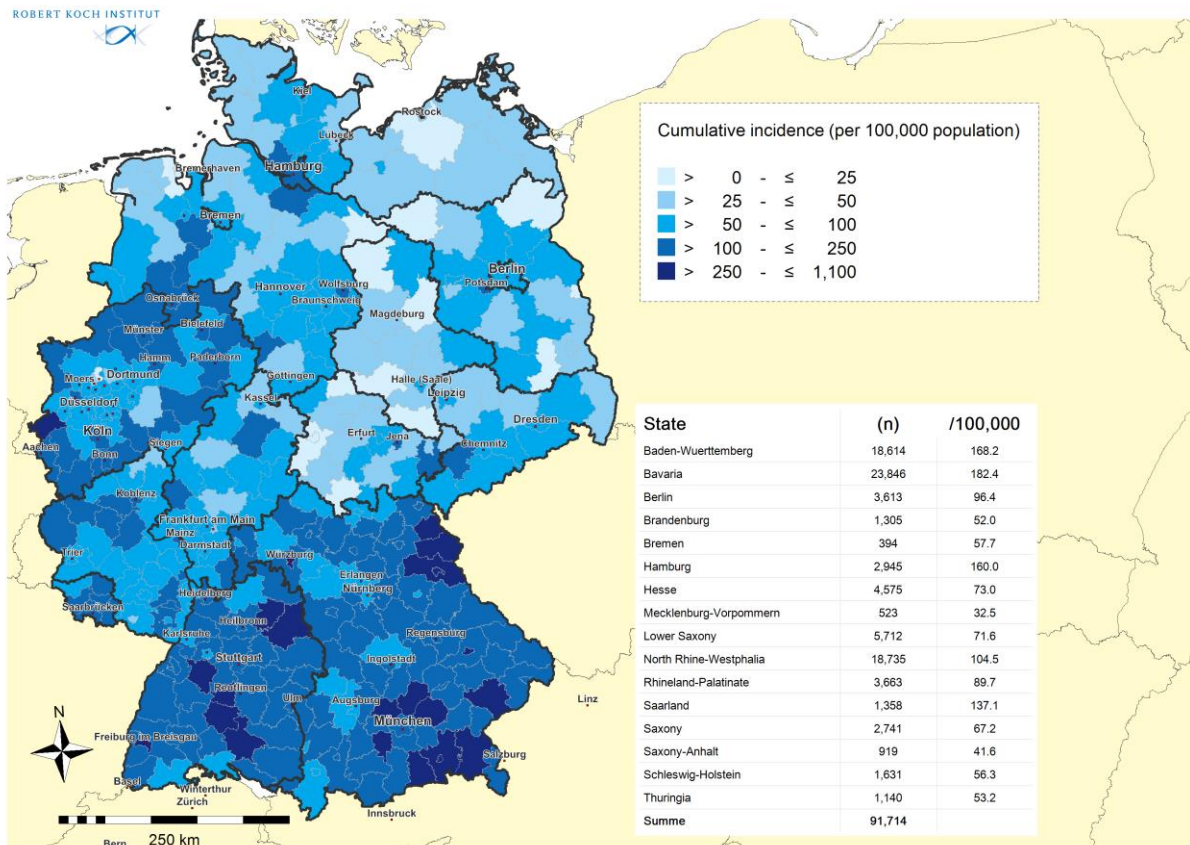 ROBERT KOCH INSTITUT
Kiel
Rostock
Lübeck
Hamburg
Bremerhaven
Bremen
Berlin
Potsdam
Wolfsburg
Hannover
Braunschweig
Osnabrück
Magdeburg
Münster
Bielefeld
Hamm
Paderborn
Dortmund
Moers
Göttingen
Halle (Saale)
Leipzig
Düsseldorf
Kassel
Dresden
Köln
Erfurt
Jena
Chemnitz
Aachen
Siegen
Bonn
Koblenz
Frankfurt am Main
Mainz
Trier
Darmstadt
Würzburg
Erlangen
Nürnberg
Heidelberg
Saarbrücken
Heilbronn
Karlsruhe
Regensburg
Stuttgart
Ingolstadt
Reutlingen
Ulm
Augsburg
München
Linz
Freiburg im Breisgau
Salzburg
Basel
Winterthur
Zürich
Innsbruck
Bern
N
250 km
Cumulative incidence (per 100,000 population)
> 0 - ≤ 25
> 25 - ≤ 50
> 50 - ≤ 100
> 100 - ≤ 250
> 250 - ≤ 1,100
State (n) /100,000
Baden-Wuerttemberg 18,614 168.2
Bavaria 23,846 182.4
Berlin 3,613 96.4
Brandenburg 1,305 52.0
Bremen 394 57.7
Hamburg 2,945 160.0
Hesse 4,575 73.0
Mecklenburg-Vorpommern 523 32.5
Lower Saxony 5,712 71.6
North Rhine-Westphalia 18,735 104.5
Rhineland-Palatinate 3,663 89.7
Saarland 1,358 137.1
Saxony 2,741 67.2
Saxony-Anhalt 919 41.6
Schleswig-Holstein 1,631 56.3
Thuringia 1,140 53.2
Summe 91,714